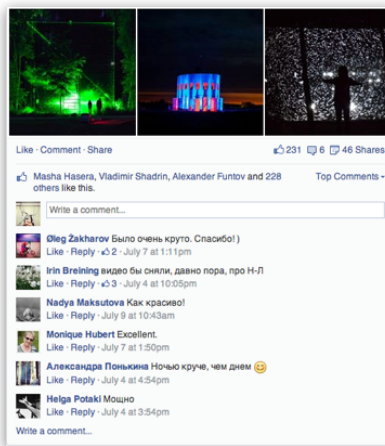 Like · Comment · Share 231 6 46 Shares
Masha Hasera, Vladimir Shadrin, Alexander Funtov and 228 Top Comments
others like this.
Write a comment...
Øleg Žakharov Было очень круто. Спасибо! )
Like · Reply · 2 · July 7 at 1:11pm
Irin Breining видео бы сняли, давно пора, про Н-Л
Like · Reply · 3 · July 4 at 10:05pm
Nadya Maksutova Как красиво!
Like · Reply · July 9 at 10:43am
Monique Hubert Excellent.
Like · Reply · July 7 at 1:50pm
Александра Понькина Ночью круче, чем днем
Like · Reply · July 4 at 4:54pm
Helga Potaki Мощно
Like · Reply · July 4 at 3:54pm
Write a comment...